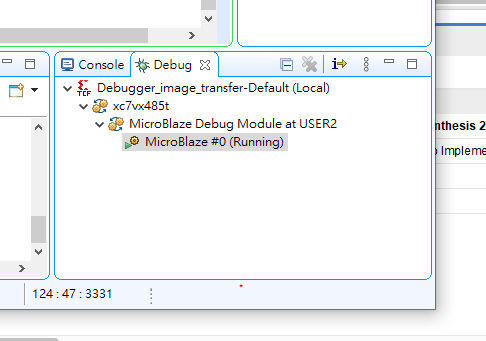 Console
Debug
Debugger_image_transfer-Default (Local)
TCF
xc7vx485t
MicroBlaze Debug Module at USER2
MicroBlaze #0 (Running)
nthesis 2
o Impleme
124 : 47 : 3331